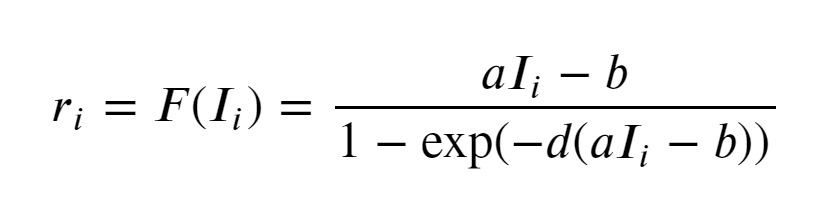 r_i = F(I_i) = \frac{aI_i - b}{1 - \exp(-d(aI_i - b))}